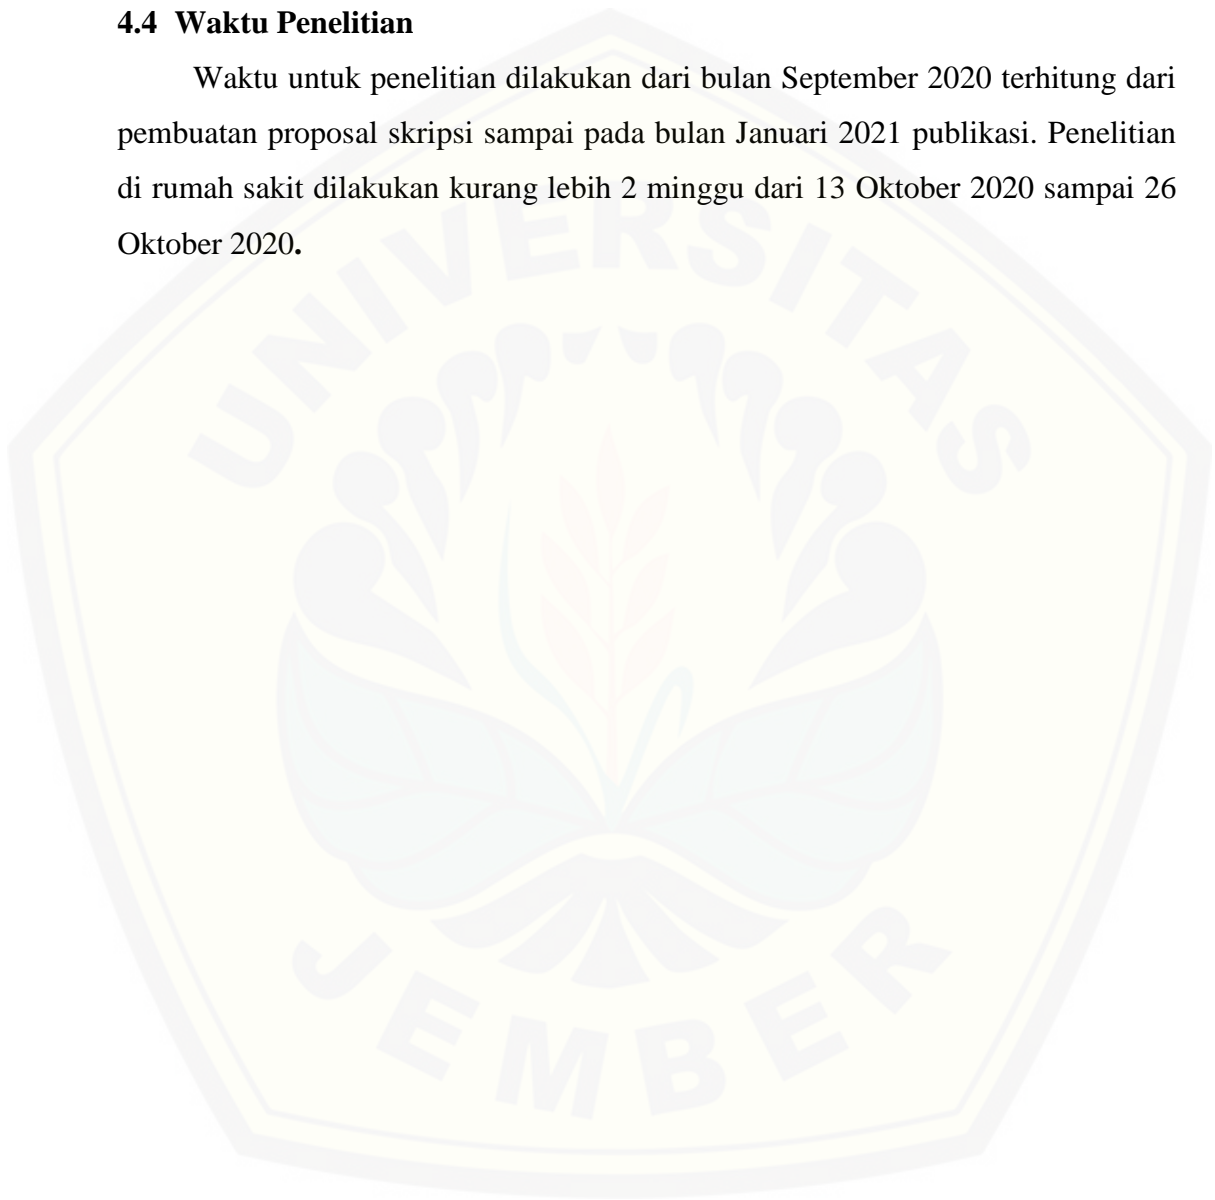 4.4 Waktu Penelitian
Waktu untuk penelitian dilakukan dari bulan September 2020 terhitung dari
pembuatan proposal skripsi sampai pada bulan Januari 2021 publikasi. Penelitian
di rumah sakit dilakukan kurang lebih 2 minggu dari 13 Oktober 2020 sampai 26
Oktober 2020.
UNIVERSITAS
JEMBER